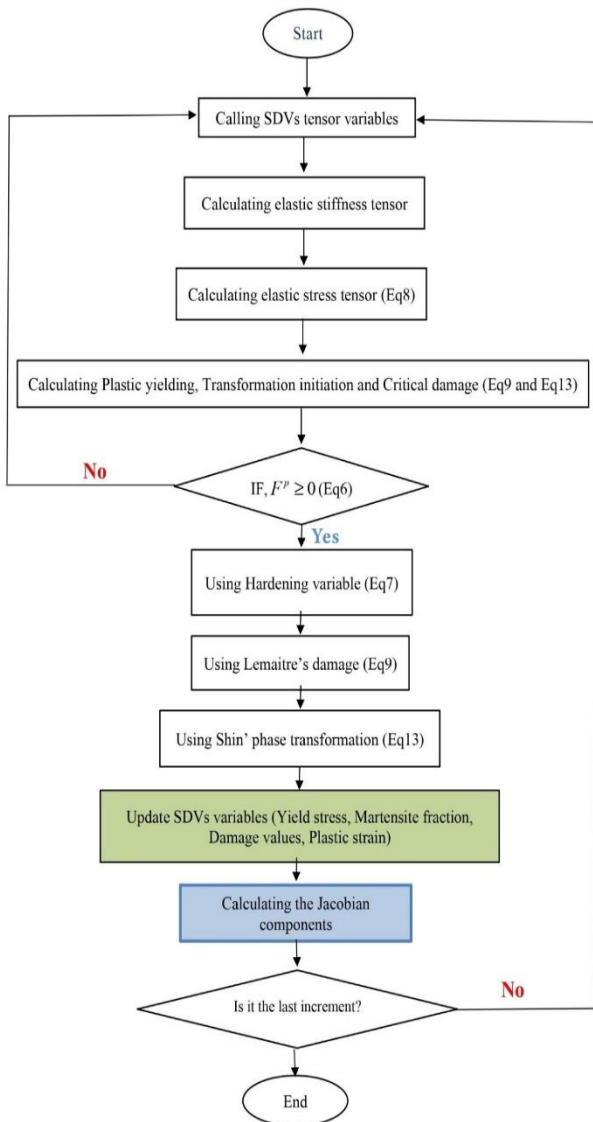 Start
Calling SDVs tensor variables
Calculating elastic stiffness tensor
Calculating elastic stress tensor (Eq8)
Calculating Plastic yielding, Transformation initiation and Critical damage (Eq9 and Eq13)
No
IF, F^p ≥ 0 (Eq6)
Yes
Using Hardening variable (Eq7)
Using Lemaitre's damage (Eq9)
Using Shin' phase transformation (Eq13)
Update SDVs variables (Yield stress, Martensite fraction,
Damage values, Plastic strain)
Calculating the Jacobian
components
Is it the last increment?
No
End